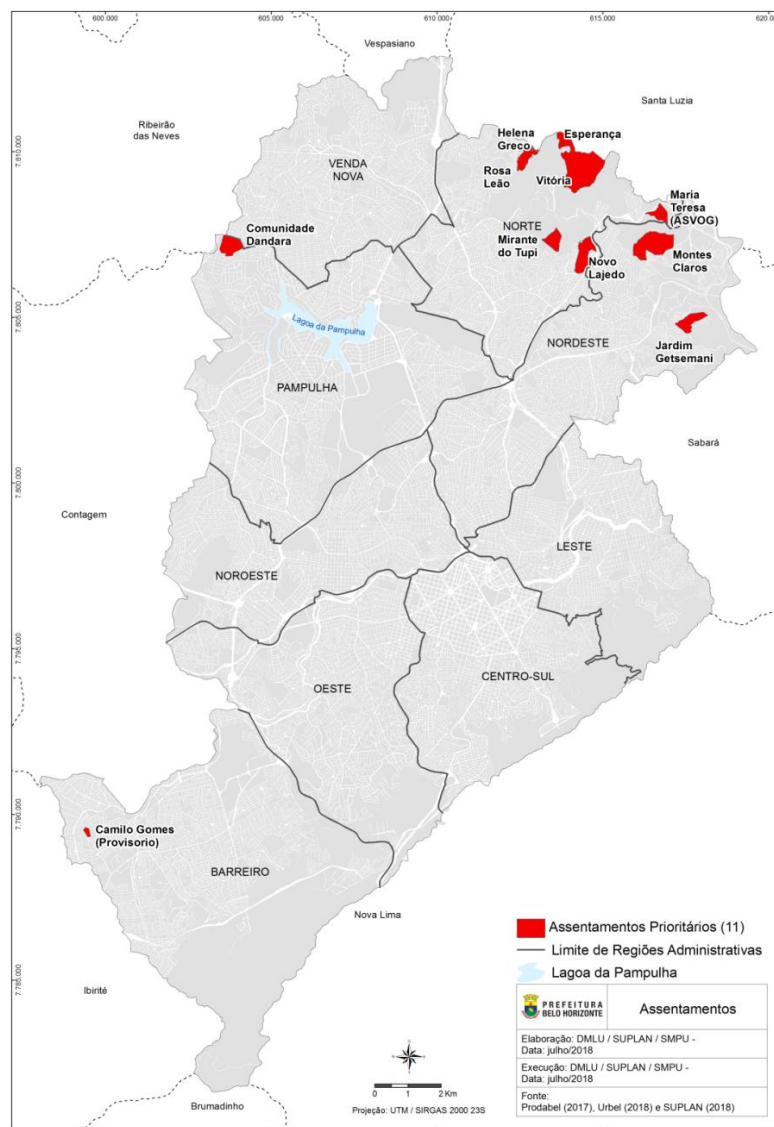 600.000
605.000
610.000
615.000
620.000
7.810.000
7.805.000
7.800.000
7.795.000
7.790.000
7.785.000
Vespasiano
Santa Luzia
Ribeirão
das Neves
VENDA
NOVA
Helena
Greco
Esperança
Rosa
Leão
Vitória
Maria
Teresa
(ASVOG)
NORTE
Mirante
do Tupi
Comunidade
Dandara
Novo
Lajedo
Montes
Claros
Lagoa da Pampulha
NORDESTE
Jardim
Getsemani
PAMPULHA
Sabará
Contagem
LESTE
NOROESTE
CENTRO-SUL
OESTE
Camilo Gomes
(Provisorio)
BARREIRO
Nova Lima
Ibirité
Brumadinho
Assentamentos Prioritários (11)
Limite de Regiões Administrativas
Lagoa da Pampulha
PREFEITURA
BELO HORIZONTE
Assentamentos
Elaboração: DMLU / SUPLAN / SMPU -
Data: julho/2018
Execução: DMLU / SUPLAN / SMPU -
Data: julho/2018
Fonte:
Prodabel (2017), Urbel (2018) e SUPLAN (2018)
0 1 2 Km
Projeção: UTM / SIRGAS 2000 23S